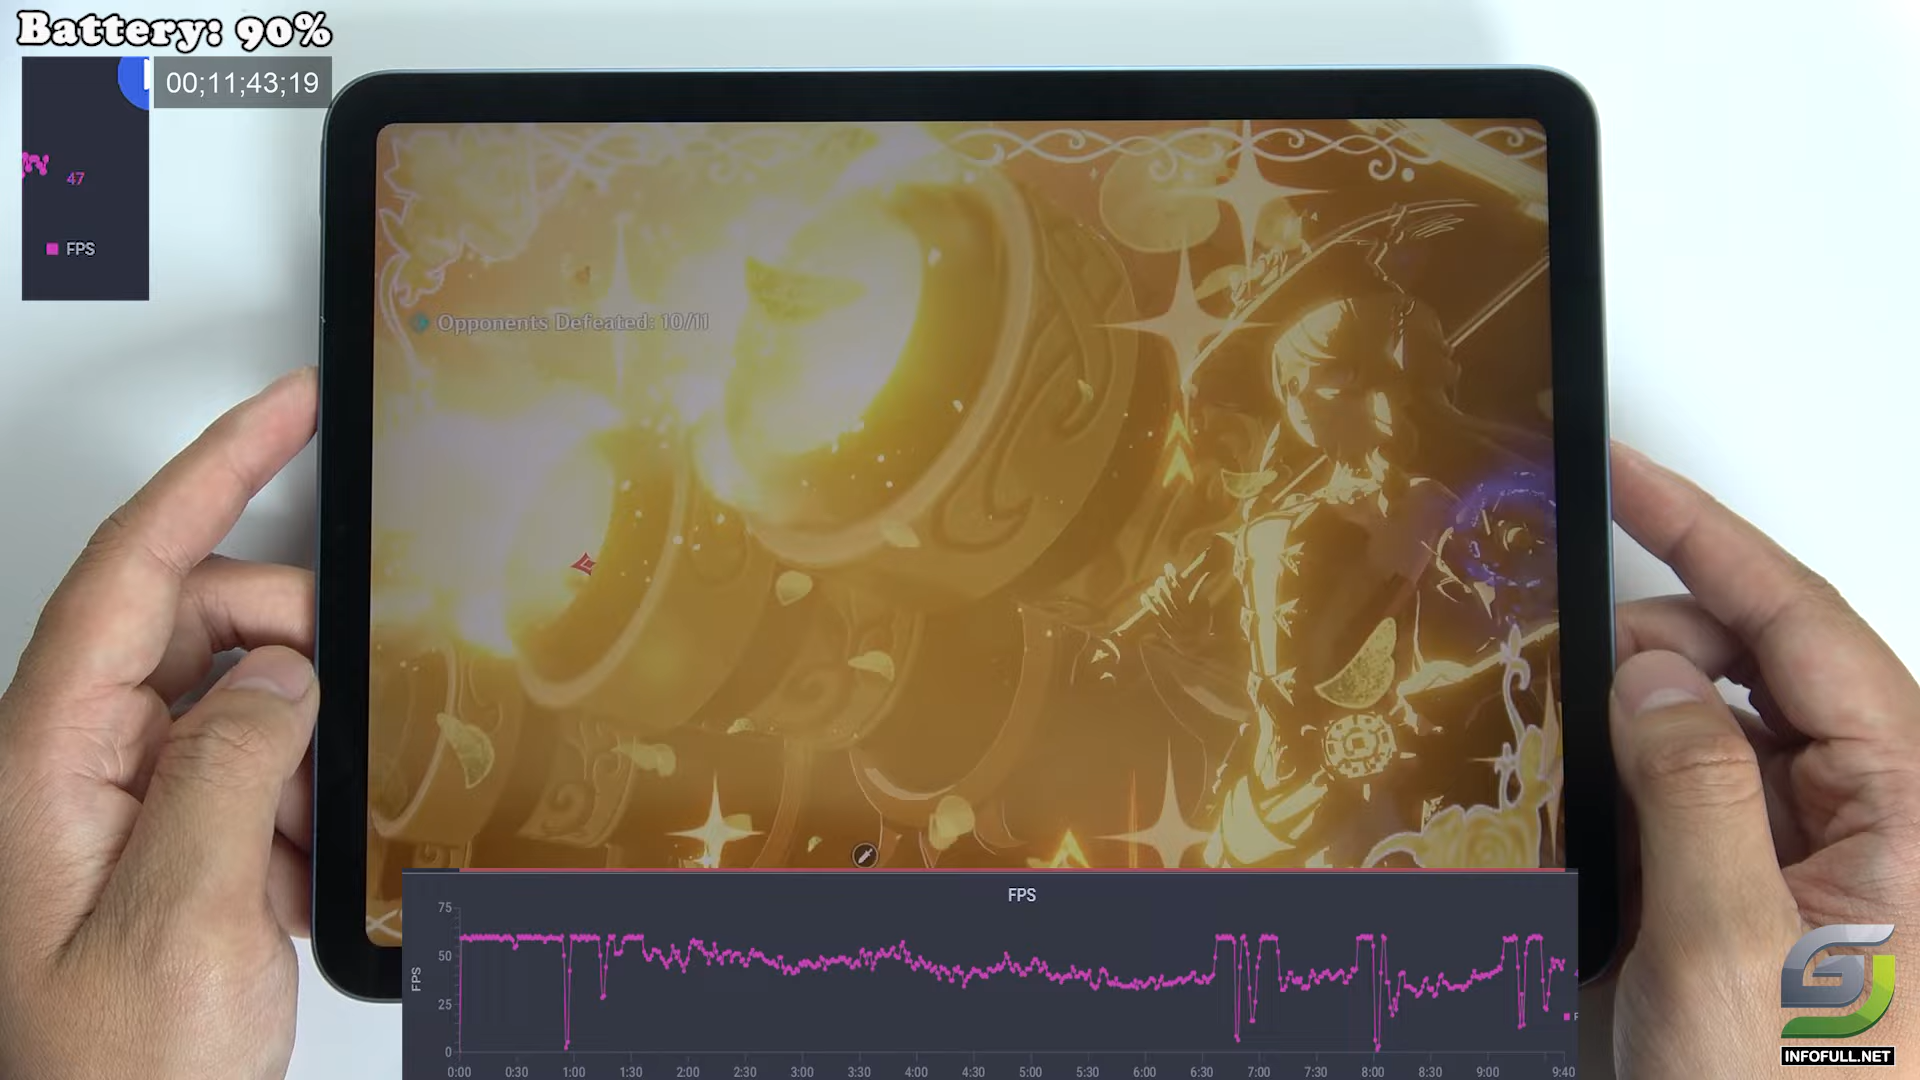 Battery: 90%
00;11;43;19
47
FPS
Opponents Defeated: 10/11
FPS
75
50
25
0
FPS
0:00 0:30 1:00 1:30 2:00 2:30 3:00 3:30 4:00 4:30 5:00 5:30 6:00 6:30 7:00 7:30 8:00 8:30 9:00 9:40
INFOFULL.NET